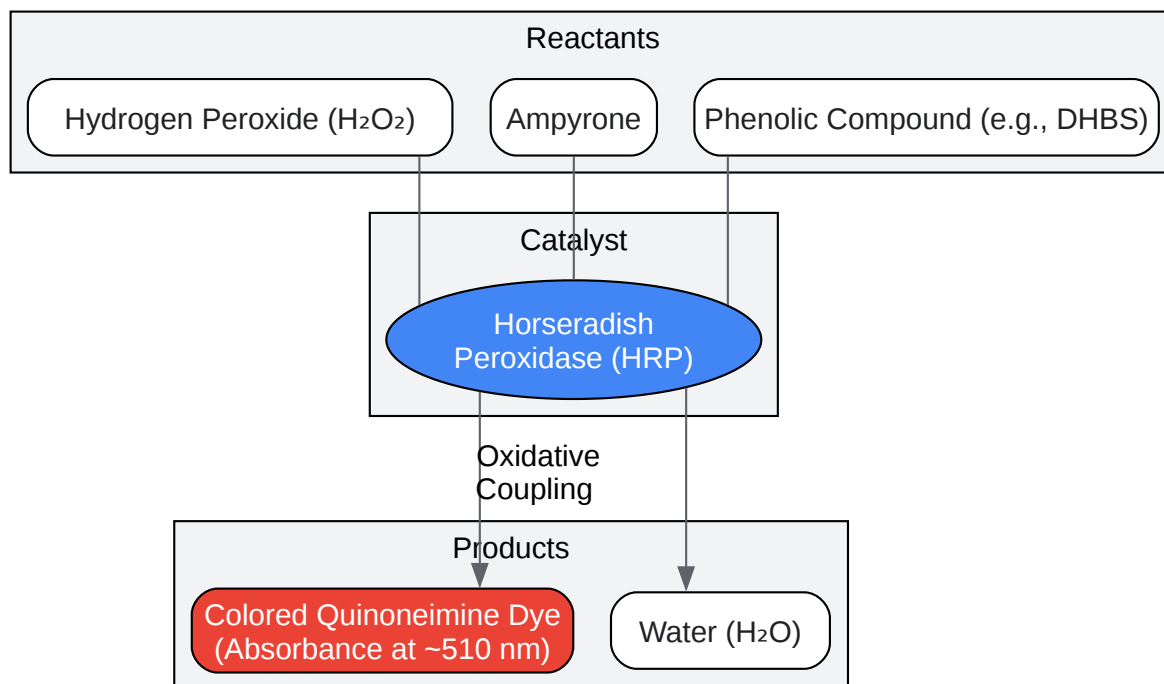 Reactants
Hydrogen Peroxide (H₂O₂)
Ampyrone
Phenolic Compound (e.g., DHBS)
Catalyst
Horseradish
Peroxidase (HRP)
Oxidative
Coupling
Products
Colored Quinoneimine Dye
(Absorbance at ~510 nm)
Water (H₂O)